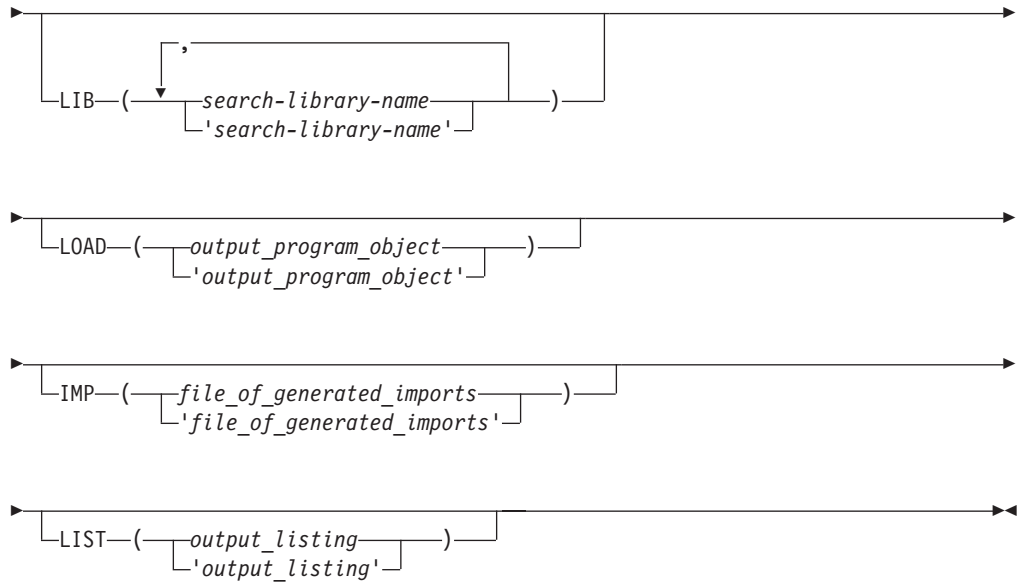 ,
LIB ( search-library-name )
'search-library-name'
LOAD ( output_program_object )
'output_program_object'
IMP ( file_of_generated_imports )
'file_of_generated_imports'
LIST ( output_listing )
'output_listing'